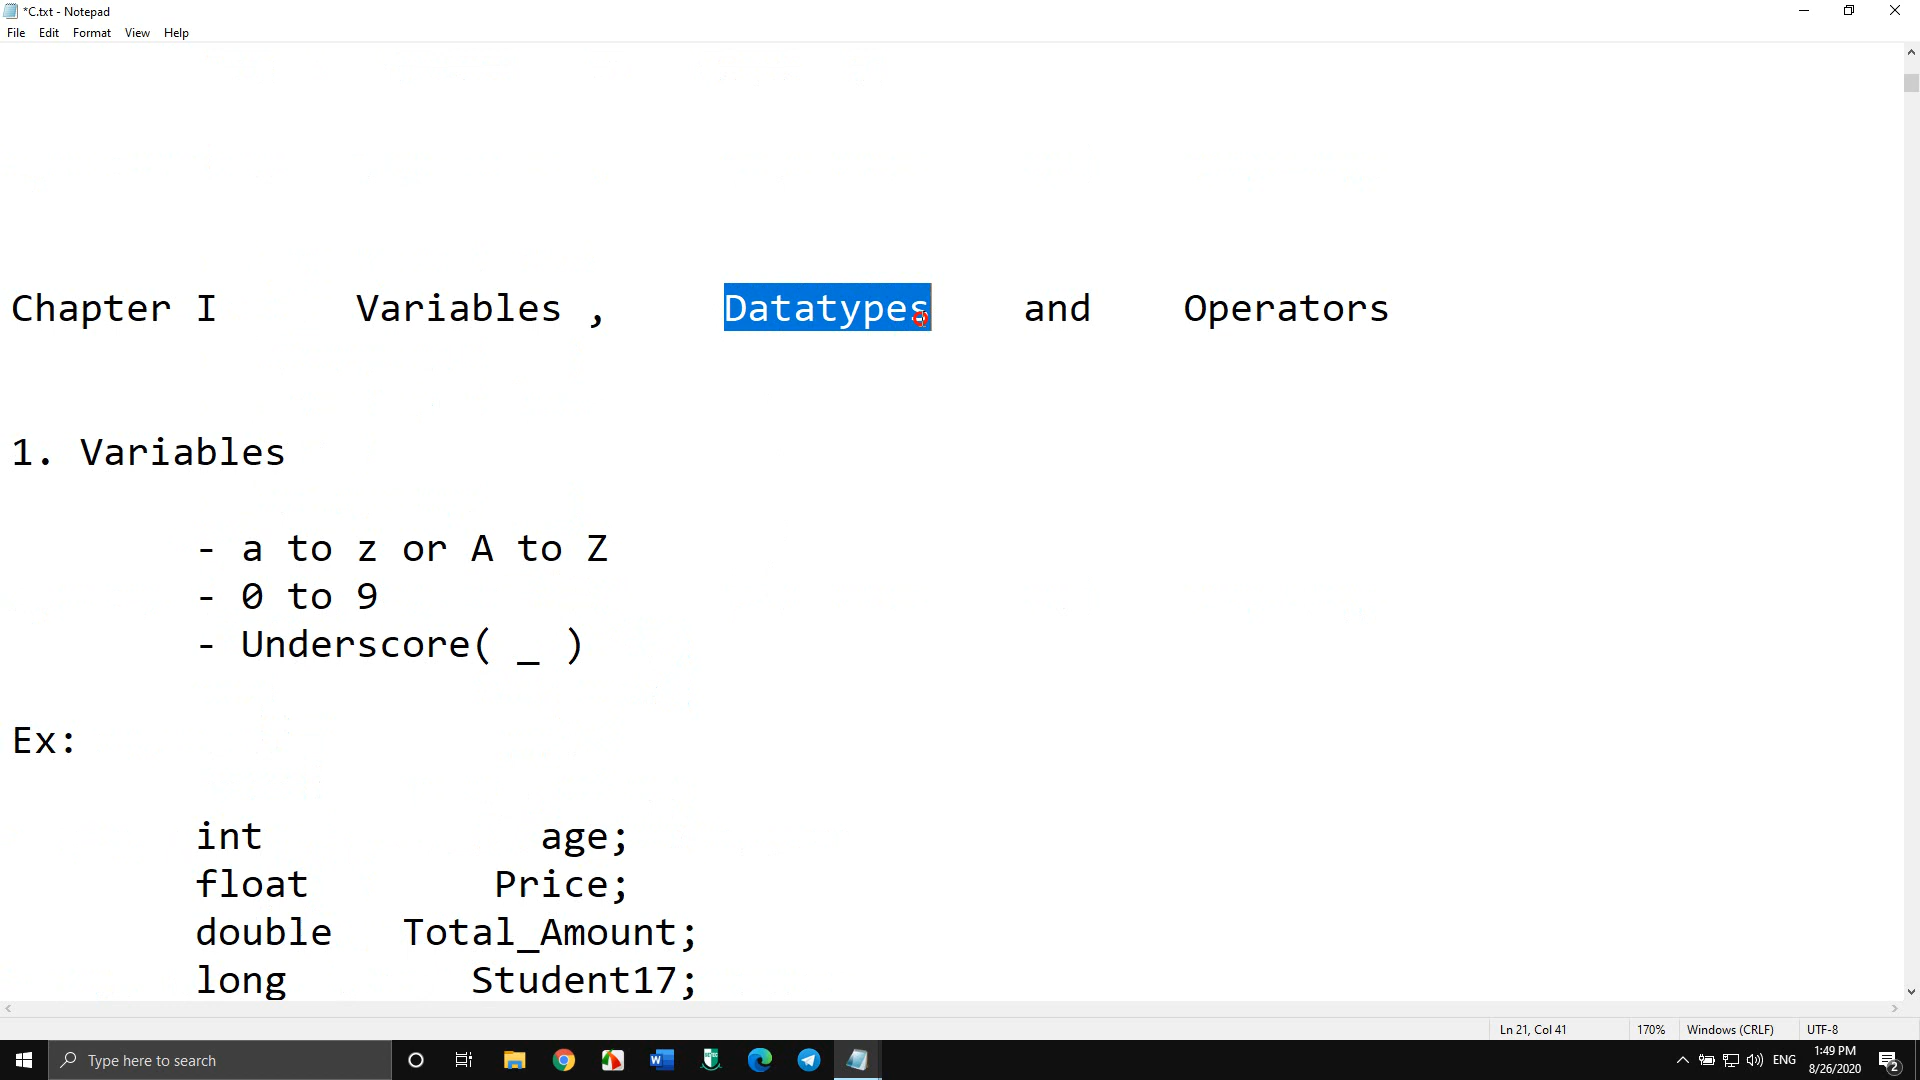 *C.txt - Notepad
File Edit Format View Help
Chapter I Variables , Datatypes and Operators
1. Variables
- a to z or A to Z
- 0 to 9
- Underscore( _ )
Ex:
int age;
float Price;
double Total_Amount;
long Student17;
Ln 21, Col 41 170% Windows (CRLF) UTF-8
Type here to search
ENG
1:49 PM
8/26/2020
2